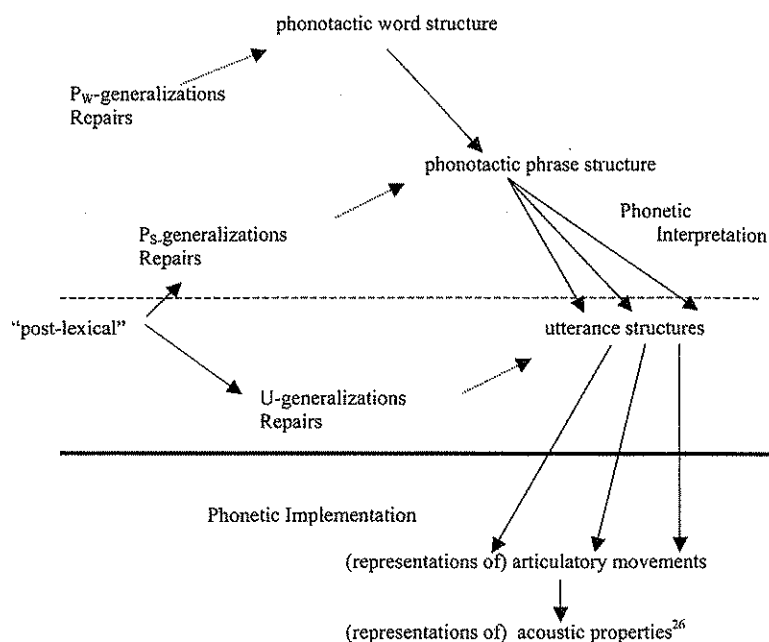 phonotactic word structure
P_W-generalizations
Repairs
phonotactic phrase structure
Phonetic
Interpretation
P_S-generalizations
Repairs
“post-lexical”
utterance structures
U-generalizations
Repairs
Phonetic Implementation
(representations of) articulatory movements
(representations of) acoustic properties²⁶